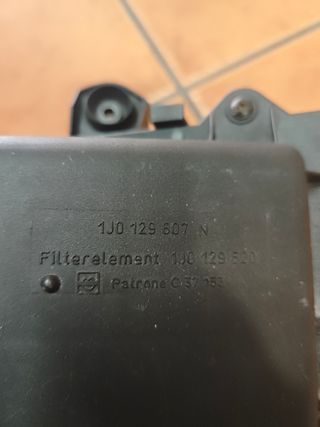 1J0 129 607 N
Filterelement 1J0 129 620
Patrone C 37 153